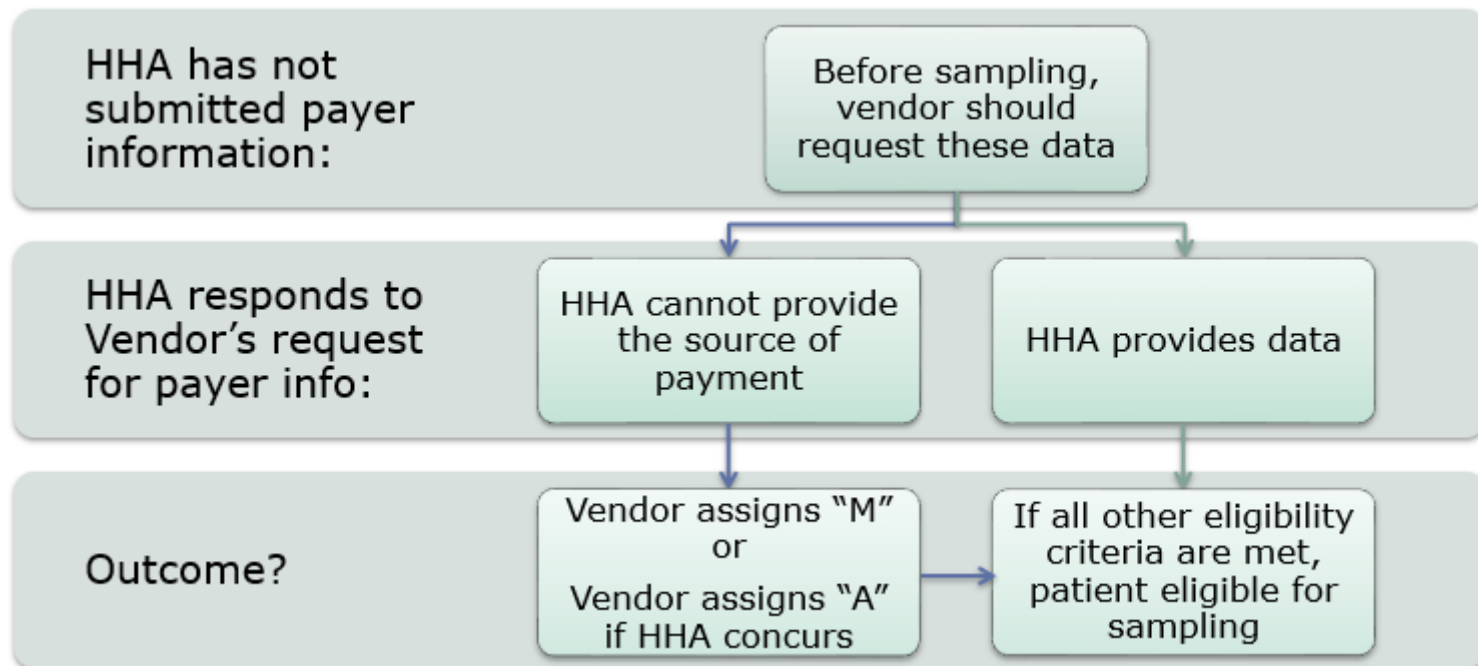 HHA has not
submitted payer
information:
Before sampling,
vendor should
request these data
HHA responds to
Vendor’s request
for payer info:
HHA cannot provide
the source of
payment
HHA provides data
Outcome?
Vendor assigns “M”
or
Vendor assigns “A”
if HHA concurs
If all other eligibility
criteria are met,
patient eligible for
sampling